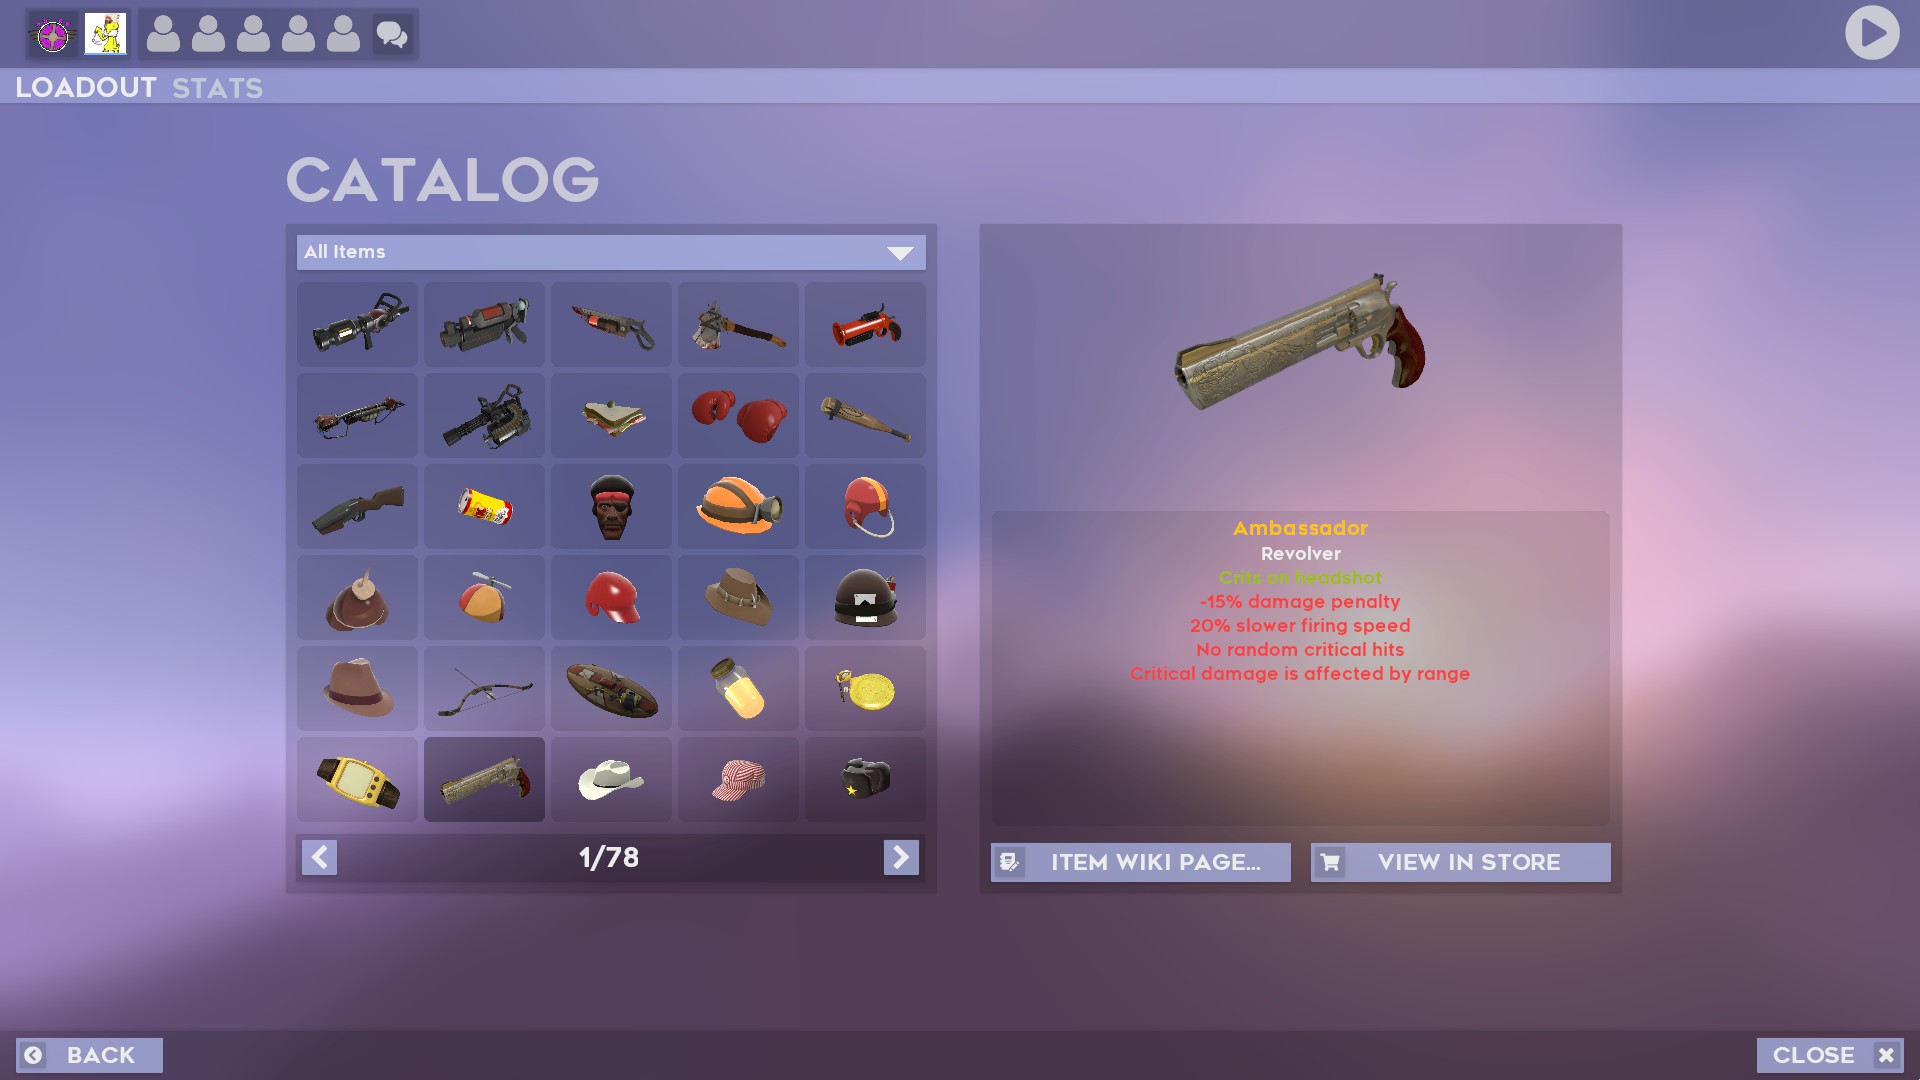 LOADOUT STATS
CATALOG
All Items
1/78
Ambassador
Revolver
Crits on headshot
-15% damage penalty
20% slower firing speed
No random critical hits
Critical damage is affected by range
ITEM WIKI PAGE...
VIEW IN STORE
BACK
CLOSE